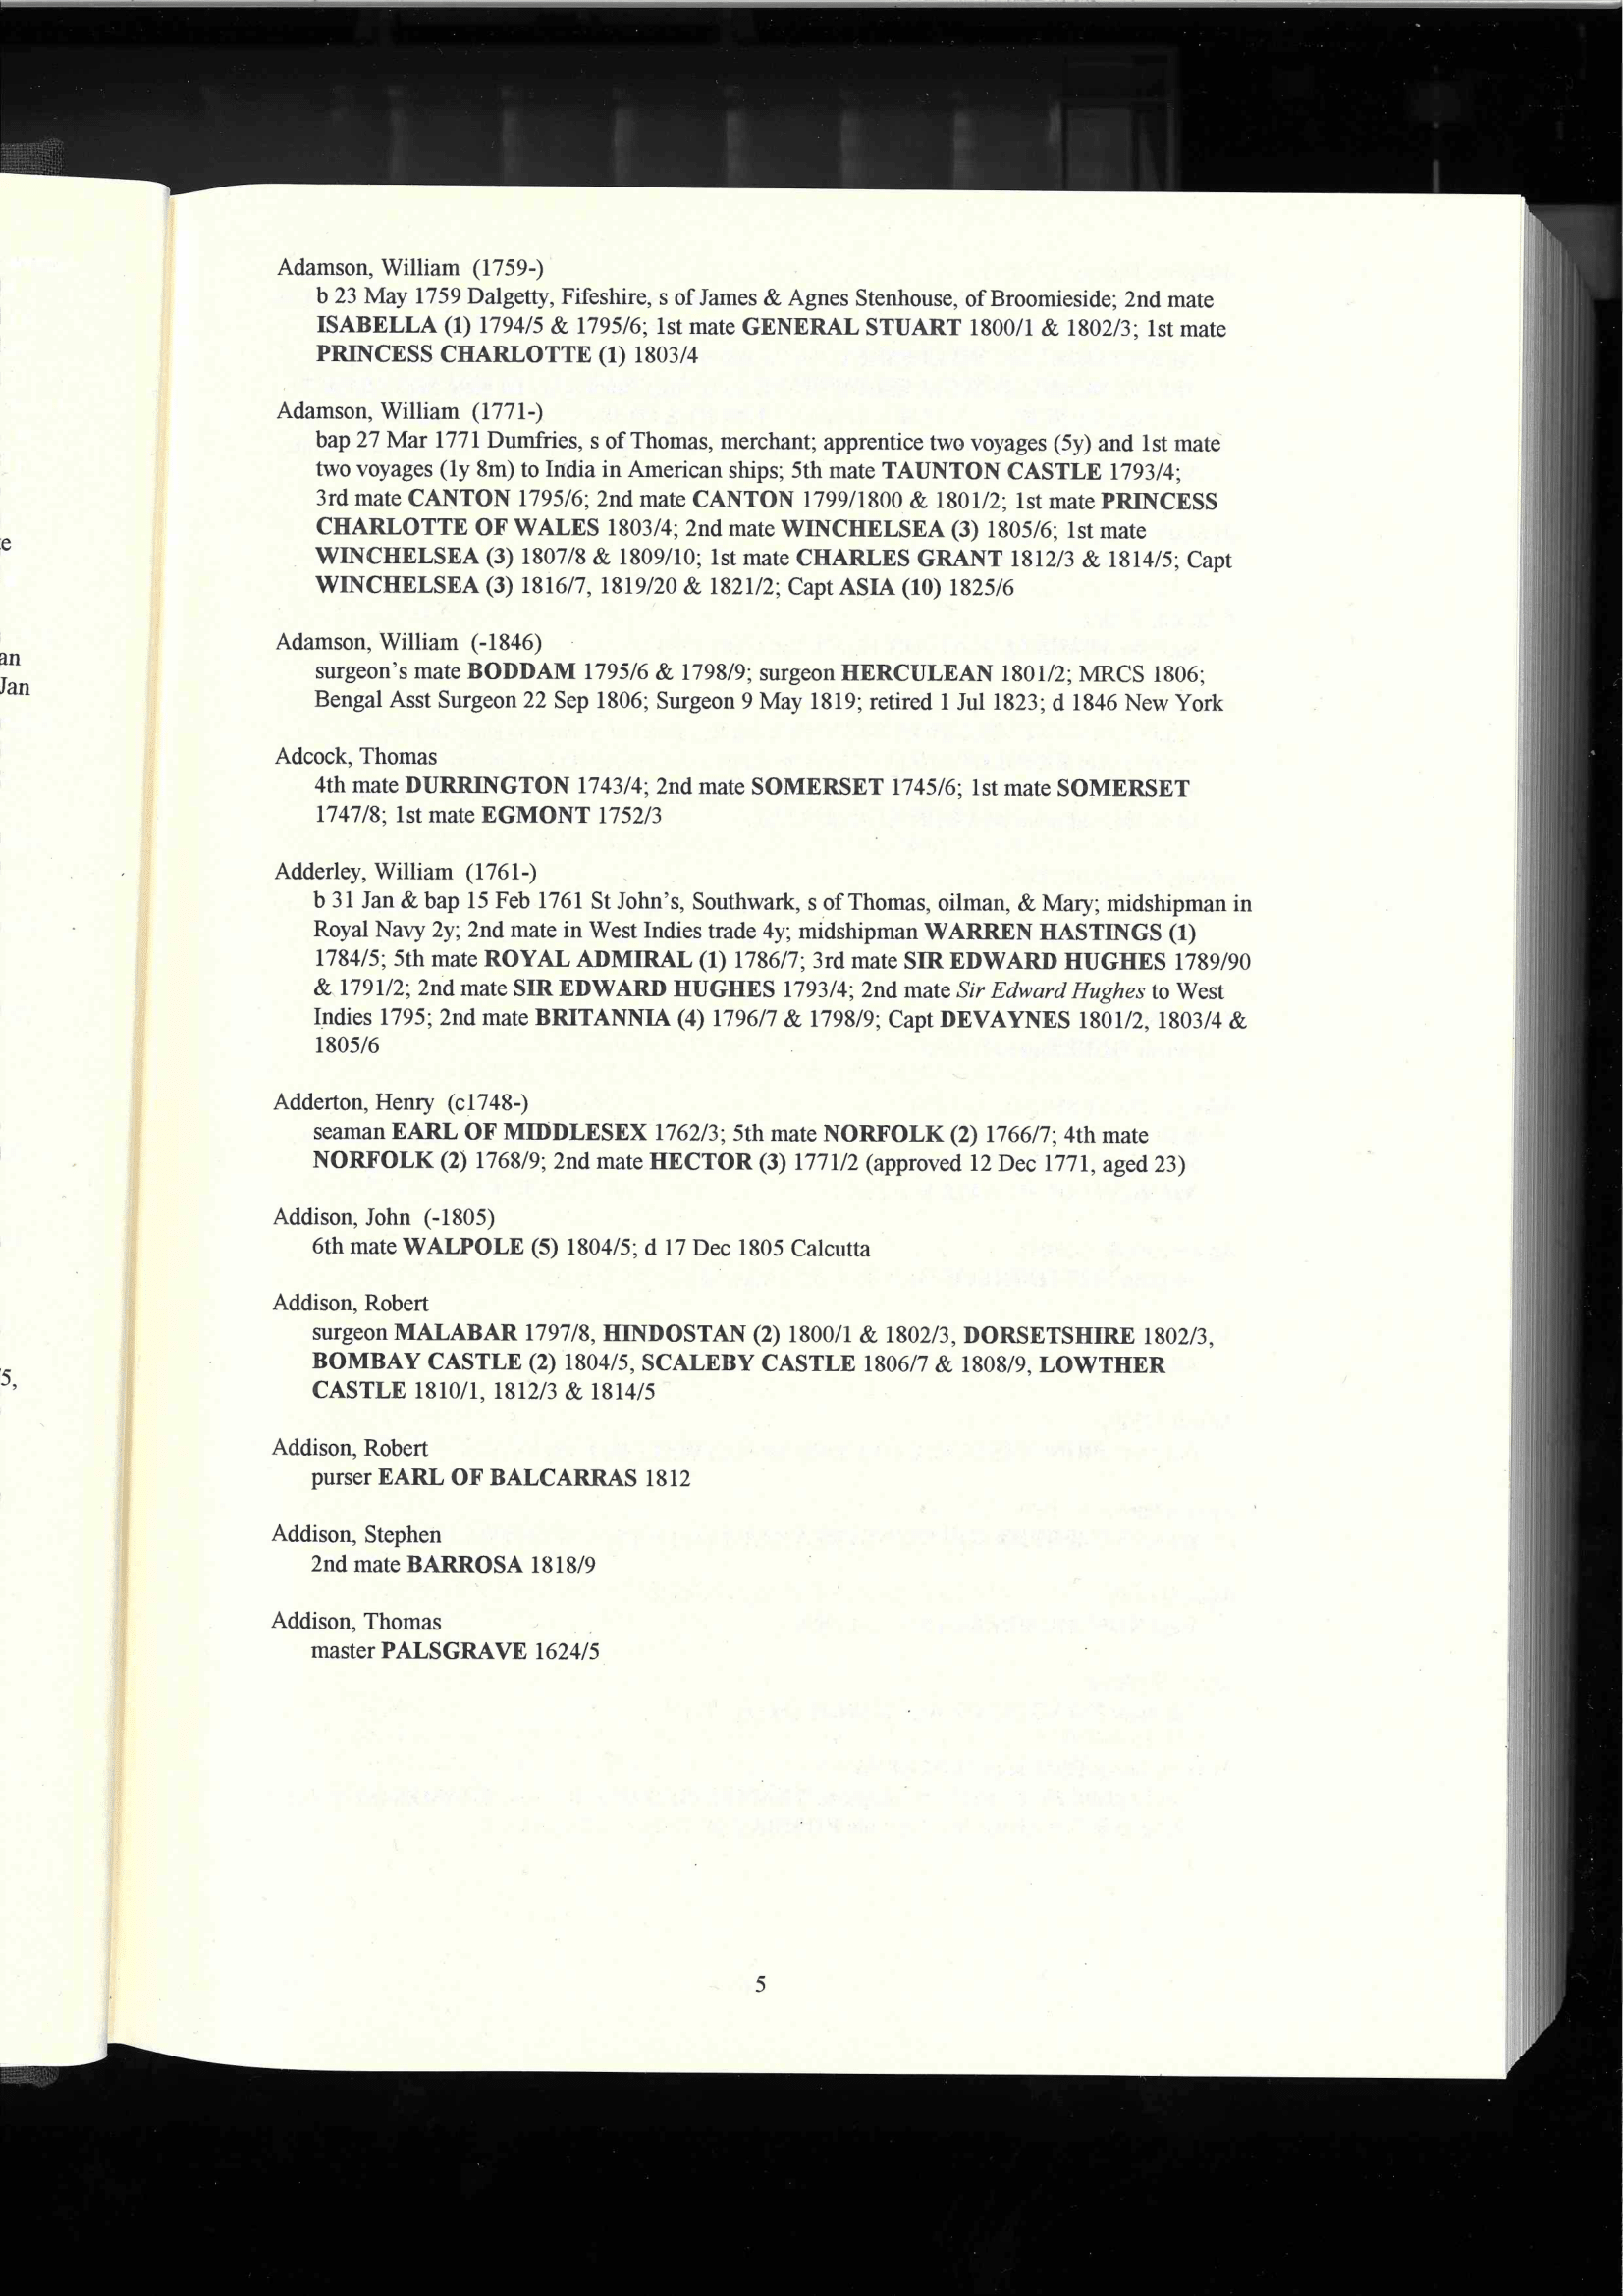 e
an
Jan
5,
Adamson, William (1759-)
b 23 May 1759 Dalgetty, Fifeshire, s of James & Agnes Stenhouse, of Broomieside; 2nd mate
ISABELLA (1) 1794/5 & 1795/6; 1st mate GENERAL STUART 1800/1 & 1802/3; 1st mate
PRINCESS CHARLOTTE (1) 1803/4
Adamson, William (1771-)
bap 27 Mar 1771 Dumfries, s of Thomas, merchant; apprentice two voyages (5y) and 1st mate
two voyages (1y 8m) to India in American ships; 5th mate TAUNTON CASTLE 1793/4;
3rd mate CANTON 1795/6; 2nd mate CANTON 1799/1800 & 1801/2; 1st mate PRINCESS
CHARLOTTE OF WALES 1803/4; 2nd mate WINCHELSEA (3) 1805/6; 1st mate
WINCHELSEA (3) 1807/8 & 1809/10; 1st mate CHARLES GRANT 1812/3 & 1814/5; Capt
WINCHELSEA (3) 1816/7, 1819/20 & 1821/2; Capt ASIA (10) 1825/6
Adamson, William (-1846)
surgeon's mate BODDAM 1795/6 & 1798/9; surgeon HERCULEAN 1801/2; MRCS 1806;
Bengal Asst Surgeon 22 Sep 1806; Surgeon 9 May 1819; retired 1 Jul 1823; d 1846 New York
Adcock, Thomas
4th mate DURRINGTON 1743/4; 2nd mate SOMERSET 1745/6; 1st mate SOMERSET
1747/8; 1st mate EGMONT 1752/3
Adderley, William (1761-)
b 31 Jan & bap 15 Feb 1761 St John's, Southwark, s of Thomas, oilman, & Mary; midshipman in
Royal Navy 2y; 2nd mate in West Indies trade 4y; midshipman WARREN HASTINGS (1)
1784/5; 5th mate ROYAL ADMIRAL (1) 1786/7; 3rd mate SIR EDWARD HUGHES 1789/90
& 1791/2; 2nd mate SIR EDWARD HUGHES 1793/4; 2nd mate Sir Edward Hughes to West
Indies 1795; 2nd mate BRITANNIA (4) 1796/7 & 1798/9; Capt DEVAYNES 1801/2, 1803/4 &
1805/6
Adderton, Henry (c1748-)
seaman EARL OF MIDDLESEX 1762/3; 5th mate NORFOLK (2) 1766/7; 4th mate
NORFOLK (2) 1768/9; 2nd mate HECTOR (3) 1771/2 (approved 12 Dec 1771, aged 23)
Addison, John (-1805)
6th mate WALPOLE (5) 1804/5; d 17 Dec 1805 Calcutta
Addison, Robert
surgeon MALABAR 1797/8, HINDOSTAN (2) 1800/1 & 1802/3, DORSETSHIRE 1802/3,
BOMBAY CASTLE (2) 1804/5, SCALEBY CASTLE 1806/7 & 1808/9, LOWTHER
CASTLE 1810/1, 1812/3 & 1814/5
Addison, Robert
purser EARL OF BALCARRAS 1812
Addison, Stephen
2nd mate BARROSA 1818/9
Addison, Thomas
master PALSGRAVE 1624/5
5